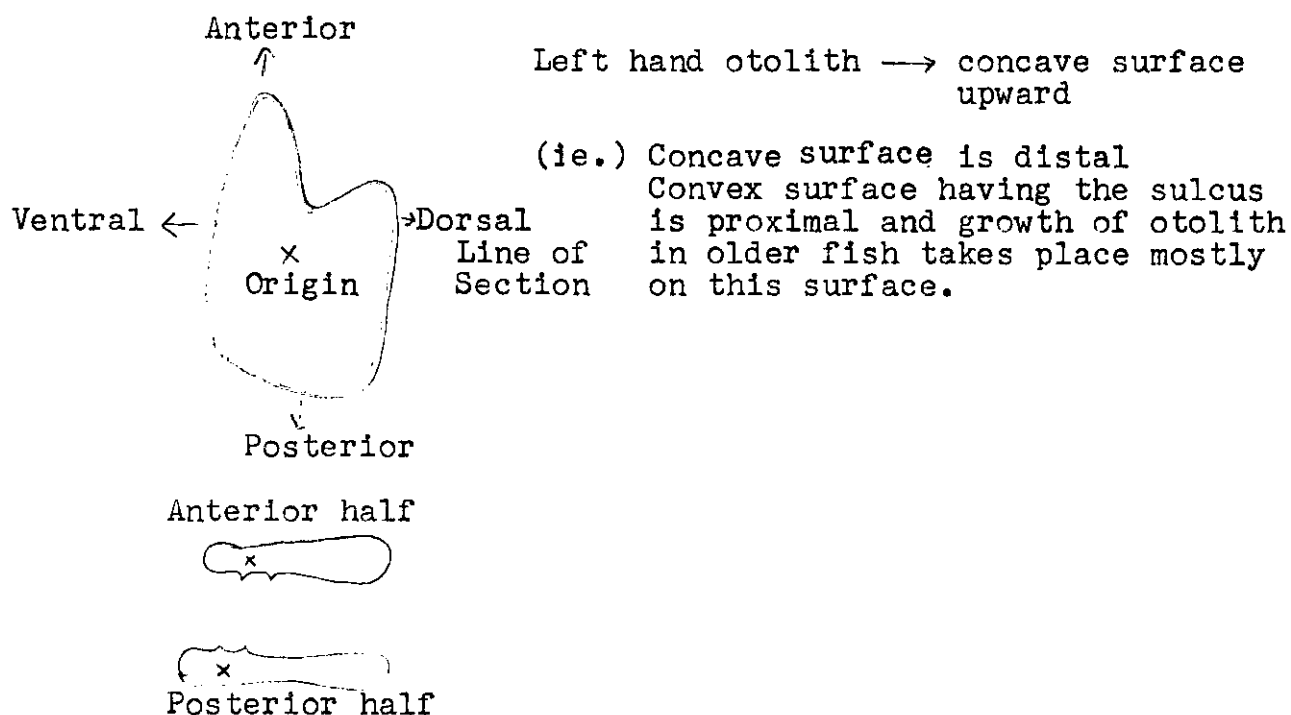 Anterior
Left hand otolith → concave surface
upward
(ie.) Concave surface is distal
Convex surface having the sulcus
is proximal and growth of otolith
in older fish takes place mostly
on this surface.
Ventral ←
→Dorsal
Line of
Section
×
Origin
Posterior
Anterior half
×
×
Posterior half